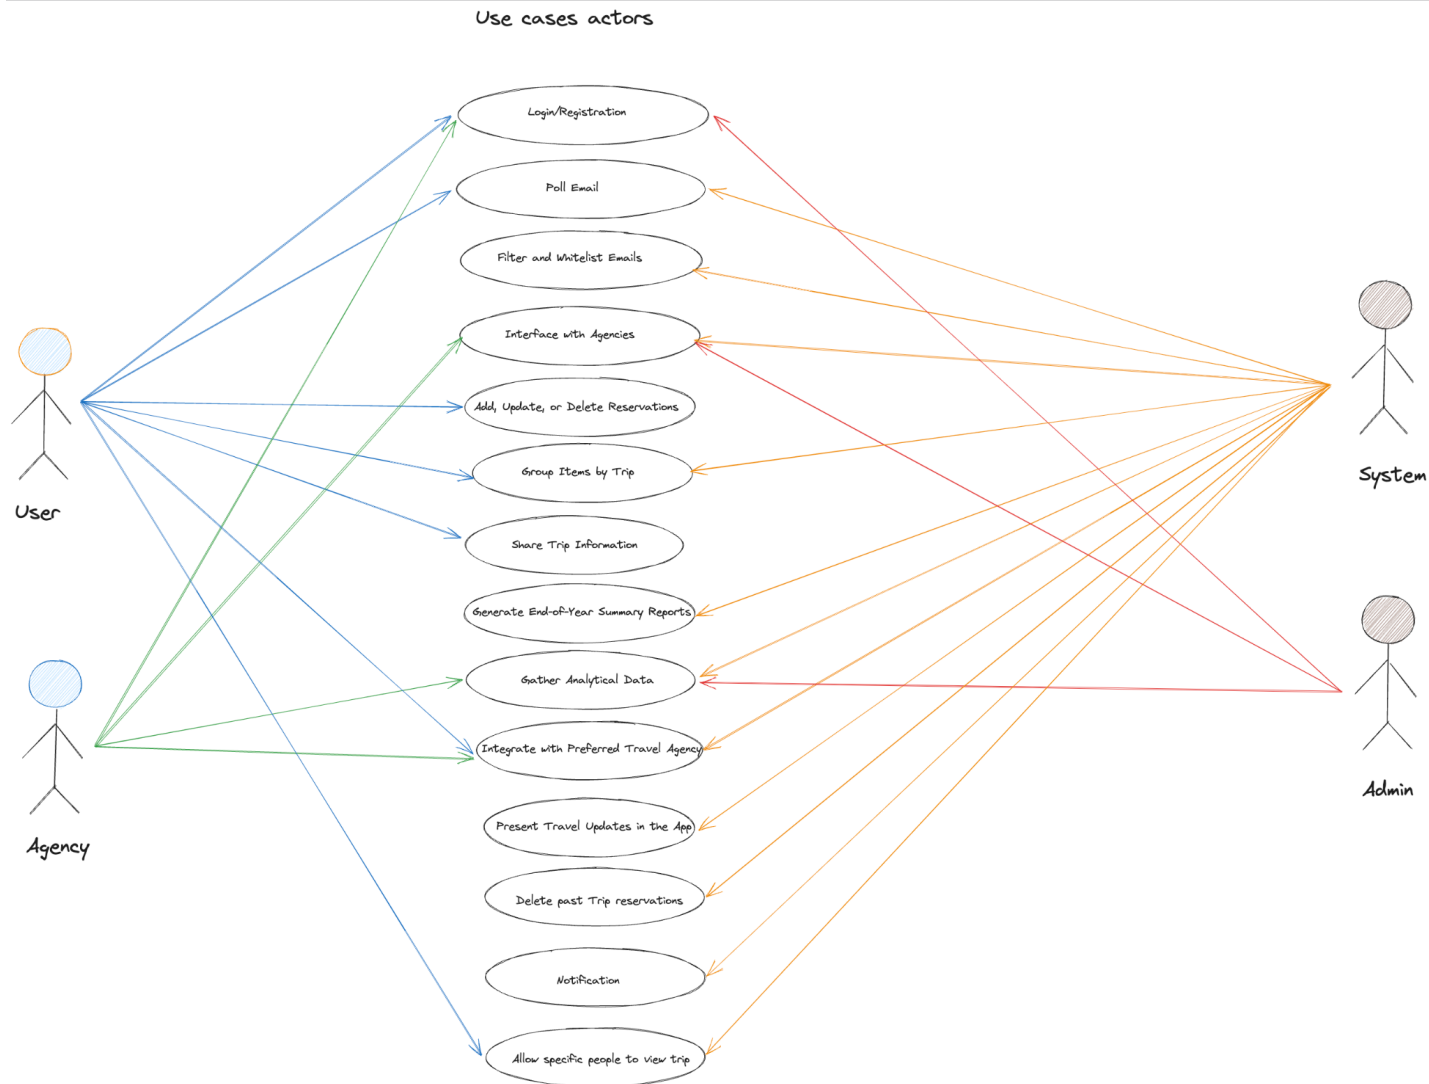 Use cases actors
Login/Registration
Poll Email
Filter and Whitelist Emails
Interface with Agencies
Add, Update, or Delete Reservations
Group Items by Trip
Share Trip Information
Generate End-of-Year Summary Reports
Gather Analytical Data
Integrate with Preferred Travel Agency
Present Travel Updates in the App
Delete past Trip reservations
Notification
Allow specific people to view trip
User
Agency
System
Admin